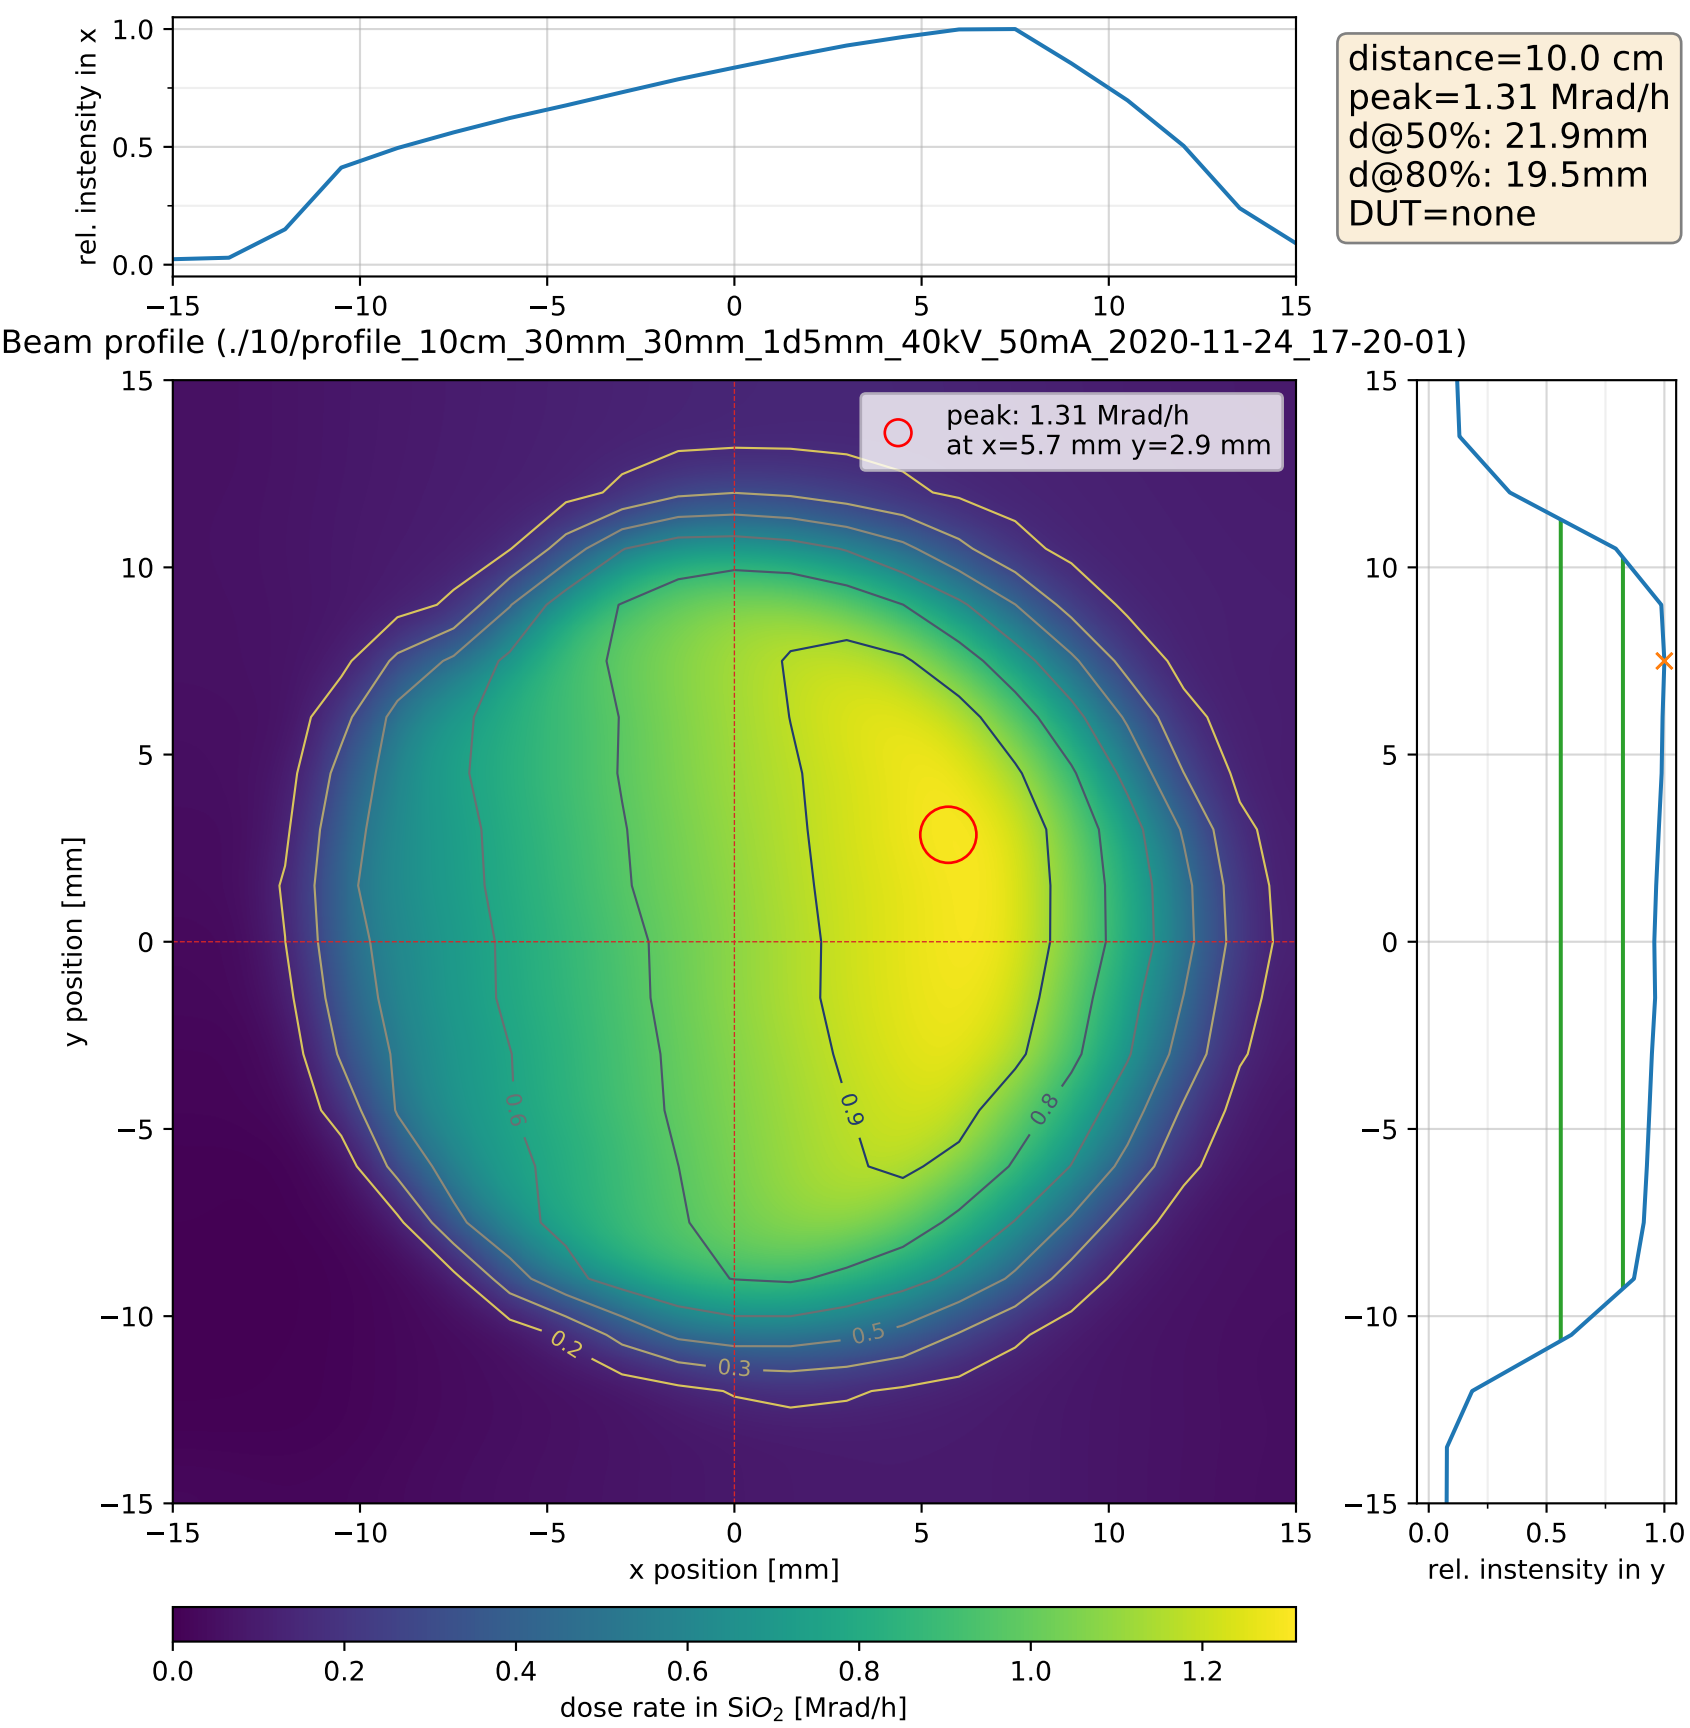 rel. instensity in x
1.0
0.5
0.0
−15 −10 −5 0 5 10 15
distance=10.0 cm
peak=1.31 Mrad/h
d@50%: 21.9mm
d@80%: 19.5mm
DUT=none
Beam profile (./10/profile_10cm_30mm_30mm_1d5mm_40kV_50mA_2020-11-24_17-20-01)
peak: 1.31 Mrad/h
at x=5.7 mm y=2.9 mm
y position [mm]
15
10
5
0
−5
−10
−15
0.6
0.9
0.8
0.5
0.2
0.3
−15 −10 −5 0 5 10 15
x position [mm]
15
10
5
0
−5
−10
−15
0.0 0.5 1.0
rel. instensity in y
0.0 0.2 0.4 0.6 0.8 1.0 1.2
dose rate in SiO₂ [Mrad/h]